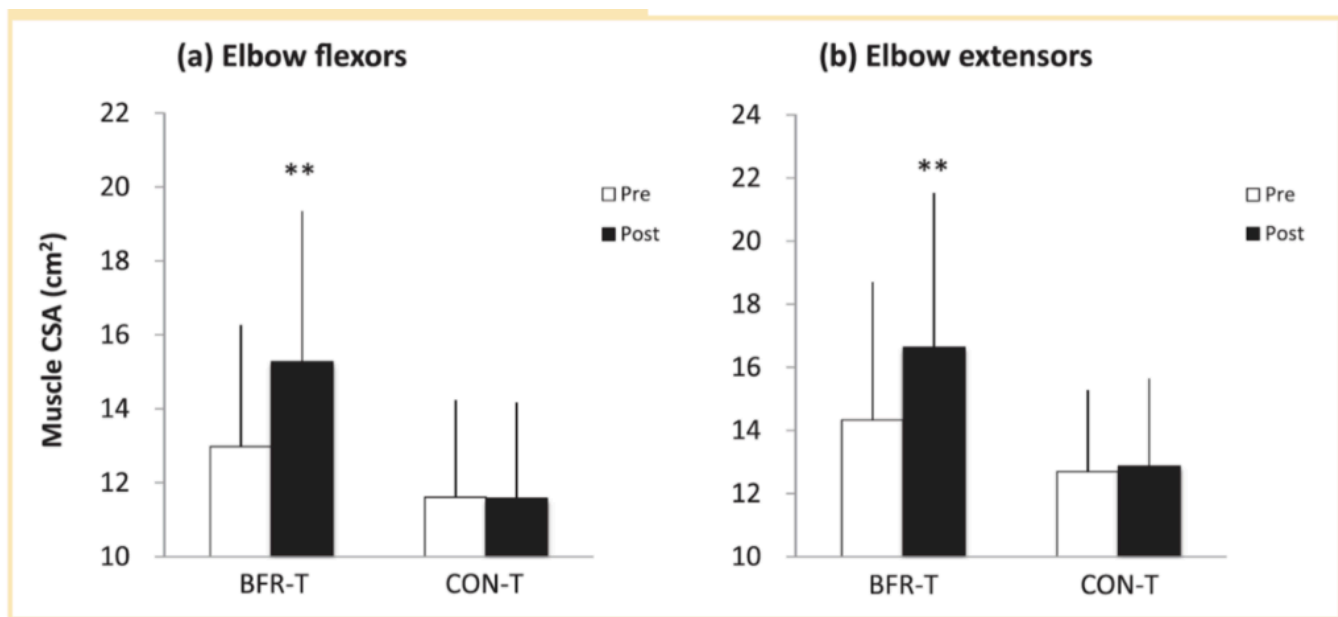 (a) Elbow flexors
Muscle CSA (cm²)
22
20
18
16
14
12
10
**
Pre
Post
BFR-T CON-T
(b) Elbow extensors
24
22
20
18
16
14
12
10
**
Pre
Post
BFR-T CON-T